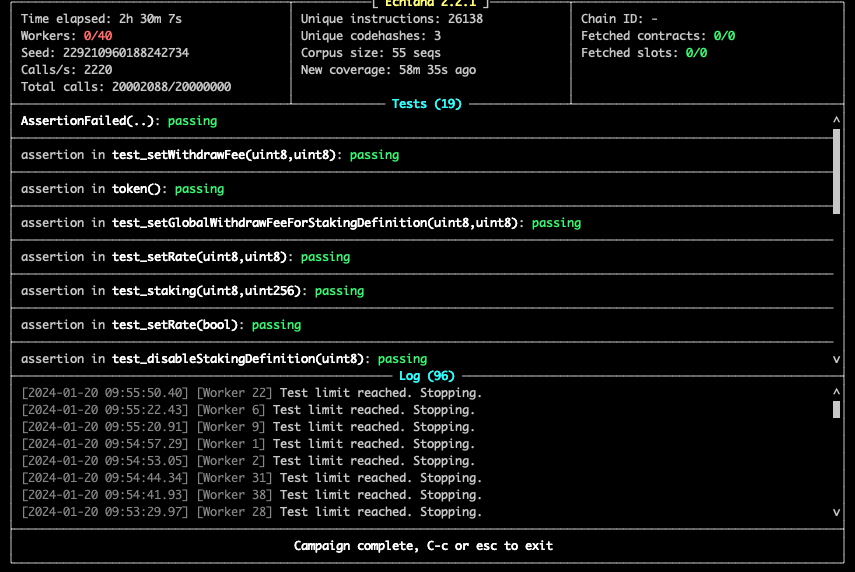 [ Echidna 2.2.1 ]
Time elapsed: 2h 30m 7s
Workers: 0/40
Seed: 229210960188242734
Calls/s: 2220
Total calls: 20002088/20000000
Unique instructions: 26138
Unique codehashes: 3
Corpus size: 55 seqs
New coverage: 58m 35s ago
Chain ID: -
Fetched contracts: 0/0
Fetched slots: 0/0
Tests (19)
AssertionFailed(..): passing
assertion in test_setWithdrawFee(uint8,uint8): passing
assertion in token(): passing
assertion in test_setGlobalWithdrawFeeForStakingDefinition(uint8,uint8): passing
assertion in test_setRate(uint8,uint8): passing
assertion in test_staking(uint8,uint256): passing
assertion in test_setRate(bool): passing
assertion in test_disableStakingDefinition(uint8): passing
Log (96)
[2024-01-20 09:55:50.40] [Worker 22] Test limit reached. Stopping.
[2024-01-20 09:55:22.43] [Worker 6] Test limit reached. Stopping.
[2024-01-20 09:55:20.91] [Worker 9] Test limit reached. Stopping.
[2024-01-20 09:54:57.29] [Worker 1] Test limit reached. Stopping.
[2024-01-20 09:54:53.05] [Worker 2] Test limit reached. Stopping.
[2024-01-20 09:54:44.34] [Worker 31] Test limit reached. Stopping.
[2024-01-20 09:54:41.93] [Worker 38] Test limit reached. Stopping.
[2024-01-20 09:53:29.97] [Worker 28] Test limit reached. Stopping.
Campaign complete, C-c or esc to exit